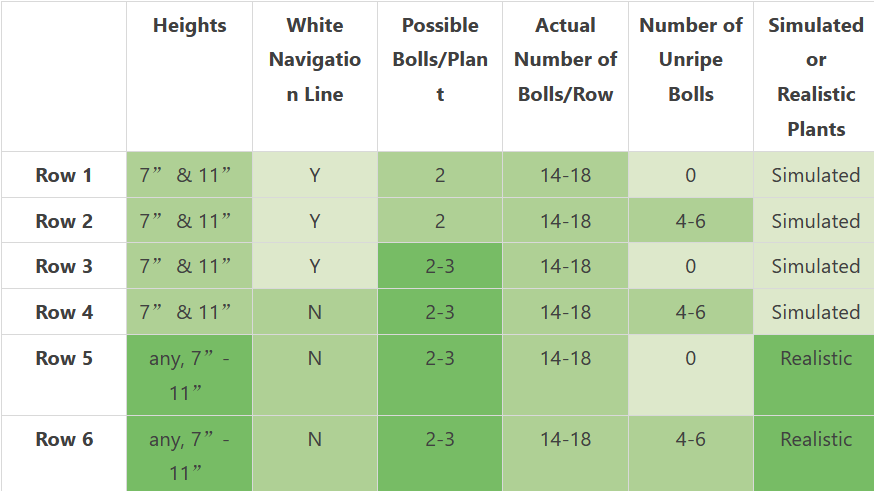 Heights White Navigatio n Line Possible Bolls/Plan t Actual Number of Bolls/Row Number of Unripe Bolls Simulated or Realistic Plants
Row 1 7” & 11” Y 2 14-18 0 Simulated
Row 2 7” & 11” Y 2 14-18 4-6 Simulated
Row 3 7” & 11” Y 2-3 14-18 0 Simulated
Row 4 7” & 11” N 2-3 14-18 4-6 Simulated
Row 5 any, 7”- 11” N 2-3 14-18 0 Realistic
Row 6 any, 7”- 11” N 2-3 14-18 4-6 Realistic